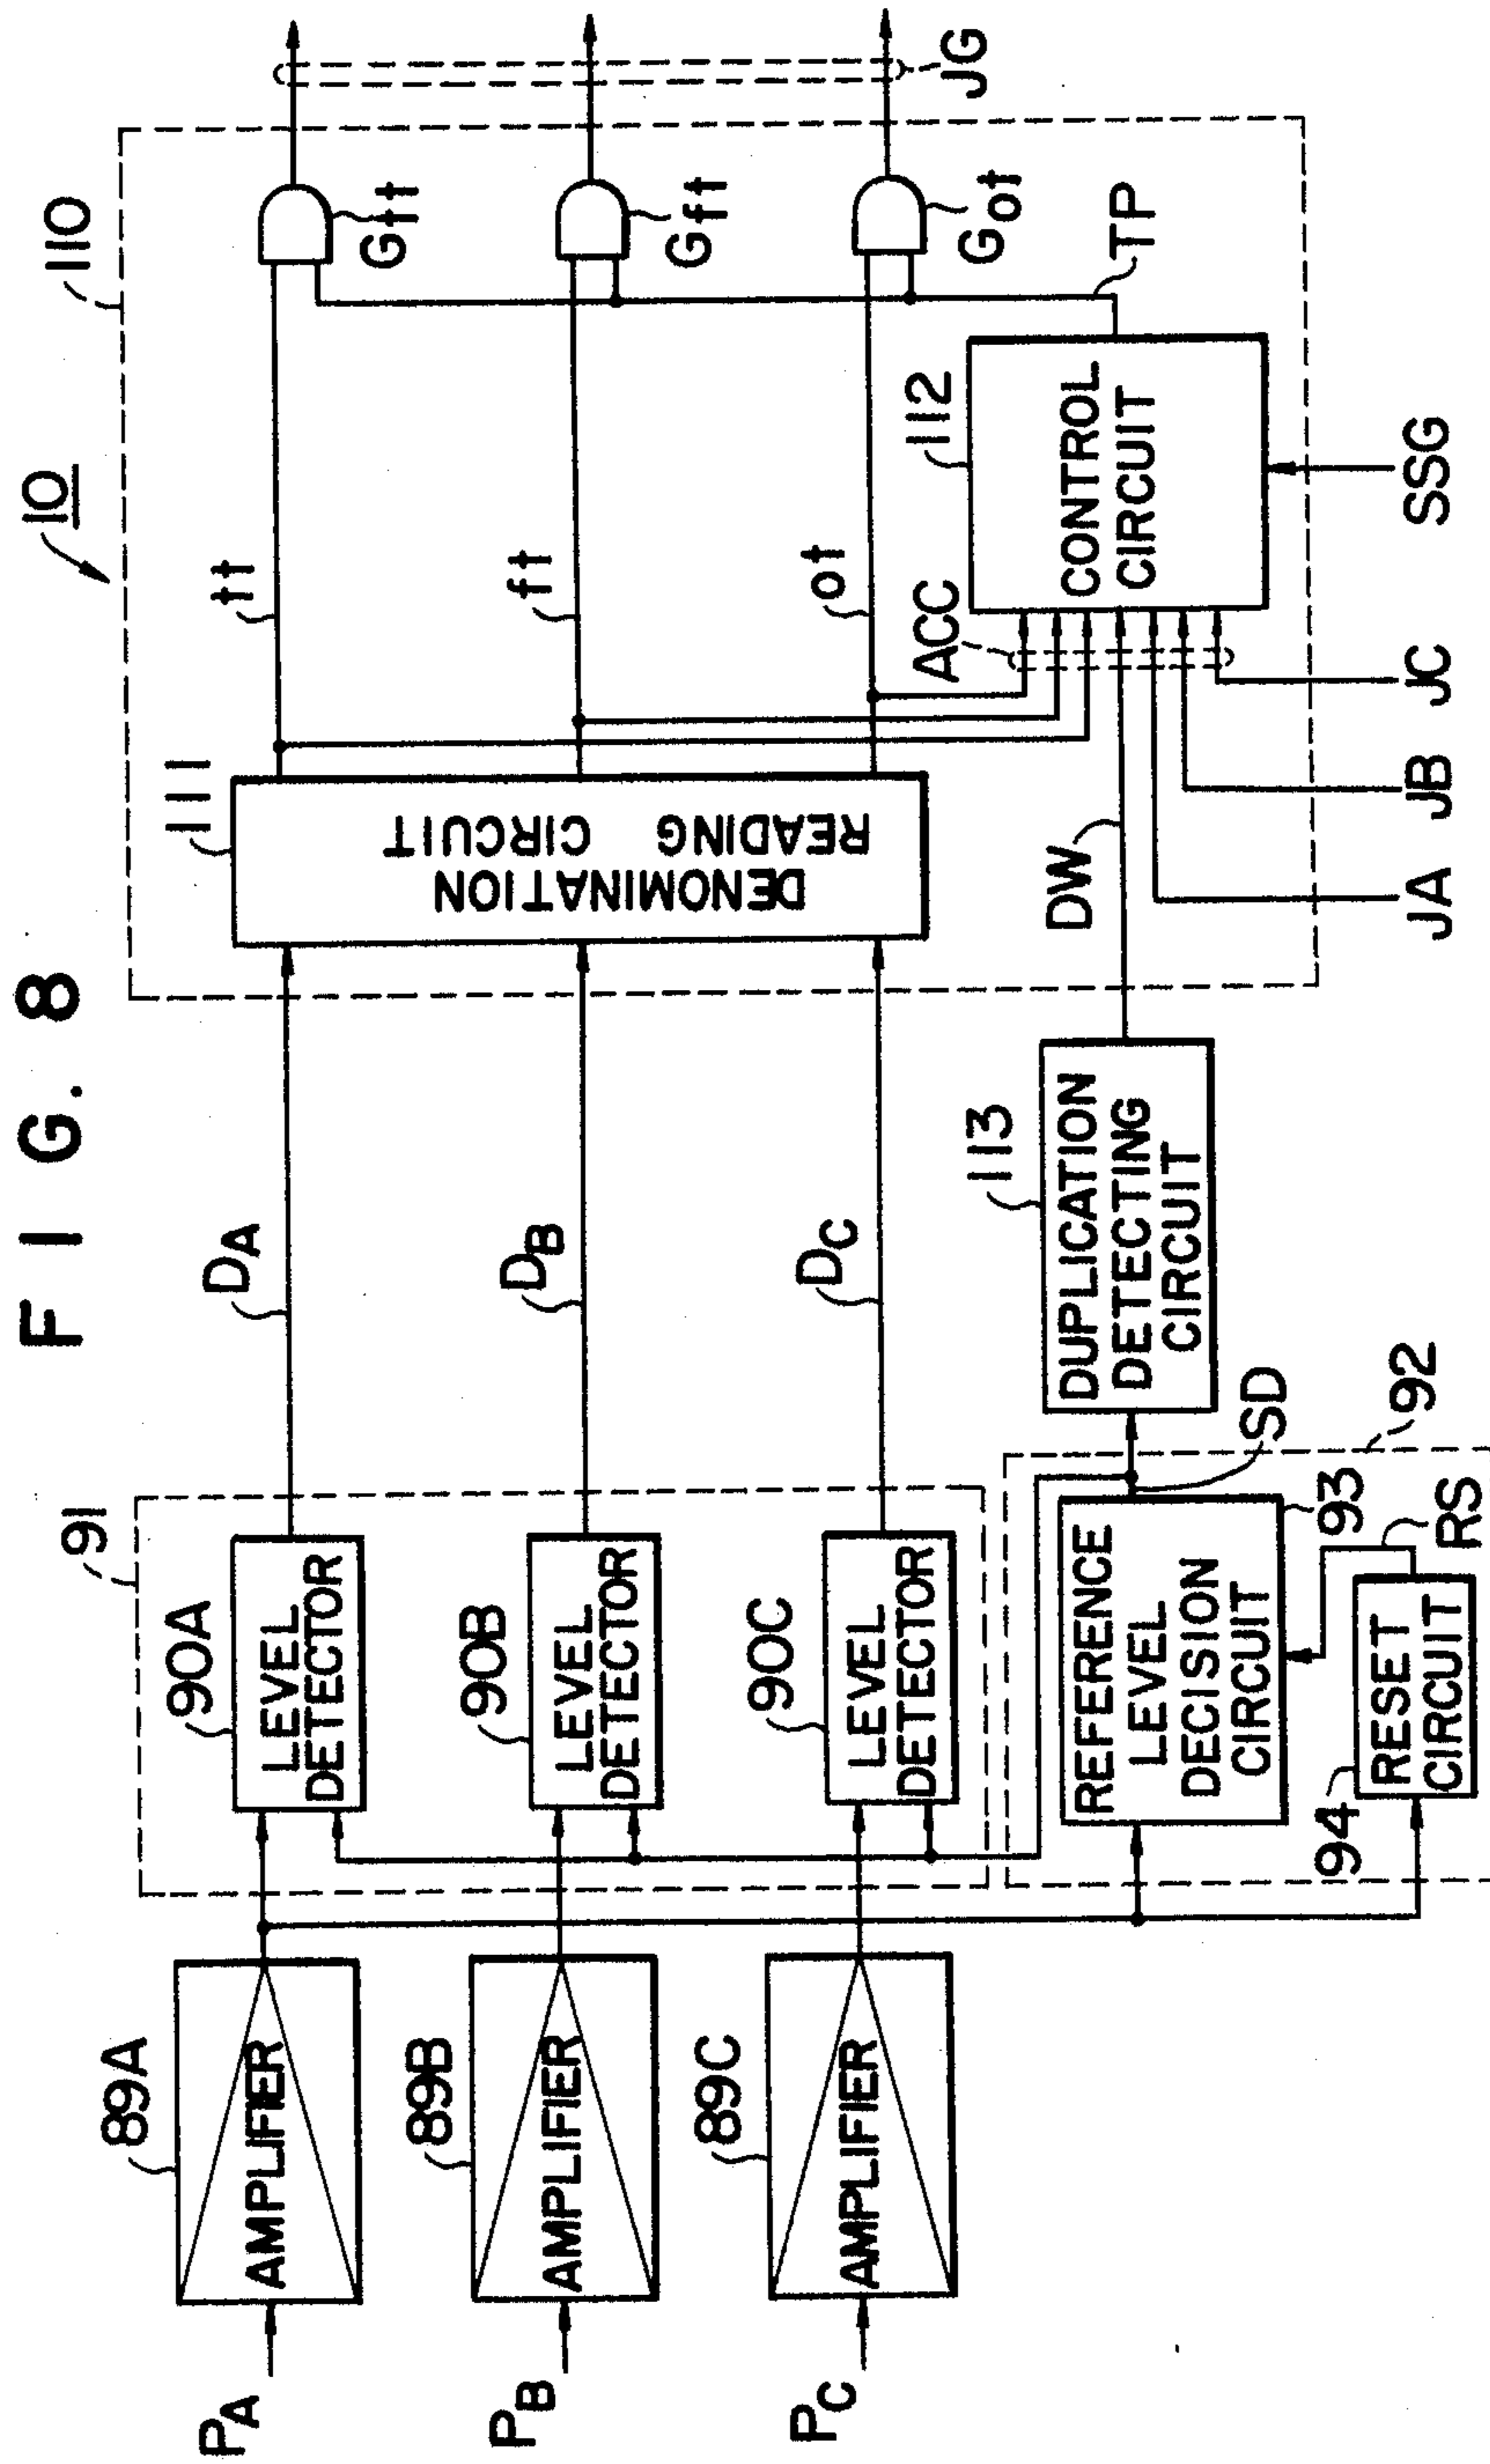 F I G. 8
10
110
91
89A
AMPLIFIER
PA
90A
LEVEL
DETECTOR
DA
111
DENOMINATION
READING CIRCUIT
tt
Gtt
89B
AMPLIFIER
PB
90B
LEVEL
DETECTOR
DB
ft
Gft
89C
AMPLIFIER
PC
90C
LEVEL
DETECTOR
DC
ot
Got
JG
REFERENCE
LEVEL
DECISION
CIRCUIT
93
SD
92
94
RESET
CIRCUIT
RS
113
DUPLICATION
DETECTING
CIRCUIT
DW
ACC
112
CONTROL
CIRCUIT
TP
JA
JB
JC
SSG